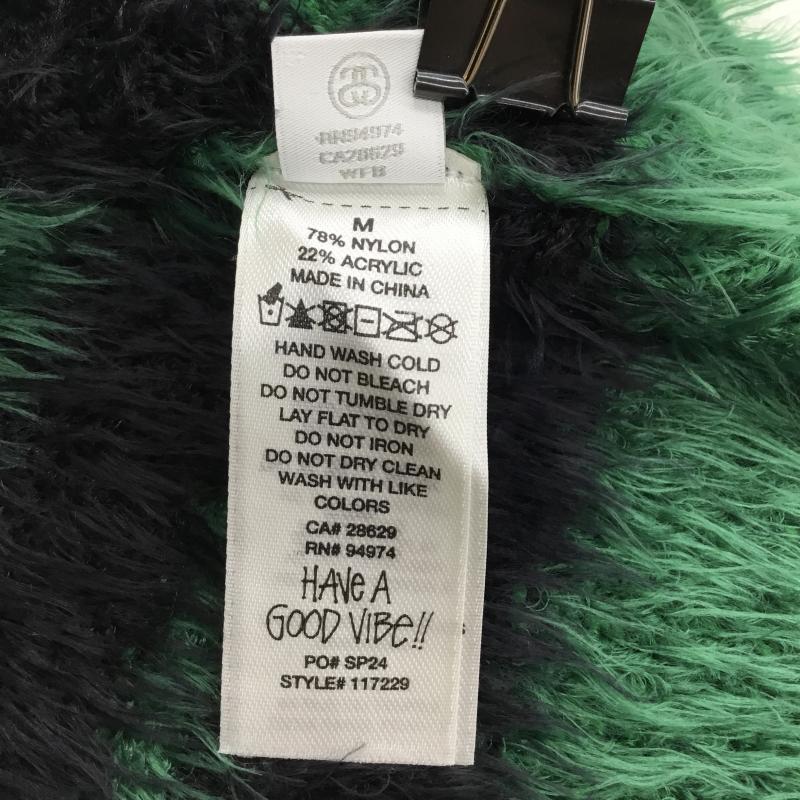 RN94974
CA28629
WFB
M
78% NYLON
22% ACRYLIC
MADE IN CHINA
HAND WASH COLD
DO NOT BLEACH
DO NOT TUMBLE DRY
LAY FLAT TO DRY
DO NOT IRON
DO NOT DRY CLEAN
WASH WITH LIKE
COLORS
CA# 28629
RN# 94974
HAVE A
GOOD VIBE!!
PO# SP24
STYLE# 117229